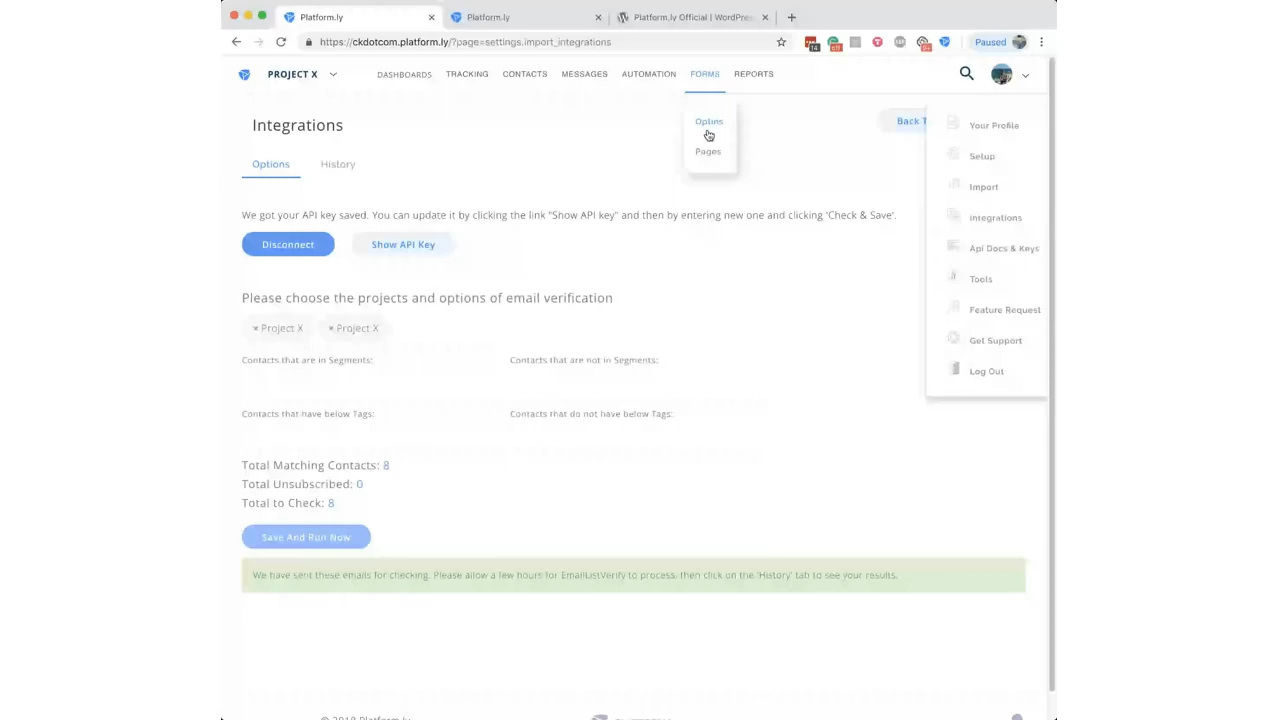 Platform.ly
Platform.ly
Platform.ly Official | WordPres
https://ckdotcom.platform.ly/?page=settings.import_integrations
Paused
PROJECT X
DASHBOARDS
TRACKING
CONTACTS
MESSAGES
AUTOMATION
FORMS
REPORTS
Integrations
Optins
Pages
Back T
Your Profile
Setup
Import
Integrations
Api Docs & Keys
Tools
Feature Request
Get Support
Log Out
Options
History
We got your API key saved. You can update it by clicking the link "Show API key" and then by entering new one and clicking 'Check & Save'.
Disconnect
Show API Key
Please choose the projects and options of email verification
× Project X
× Project X
Contacts that are in Segments:
Contacts that are not in Segments:
Contacts that have below Tags:
Contacts that do not have below Tags:
Total Matching Contacts: 8
Total Unsubscribed: 0
Total to Check: 8
Save And Run Now
We have sent these emails for checking. Please allow a few hours for EmailListVerify to process, then click on the 'History' tab to see your results.